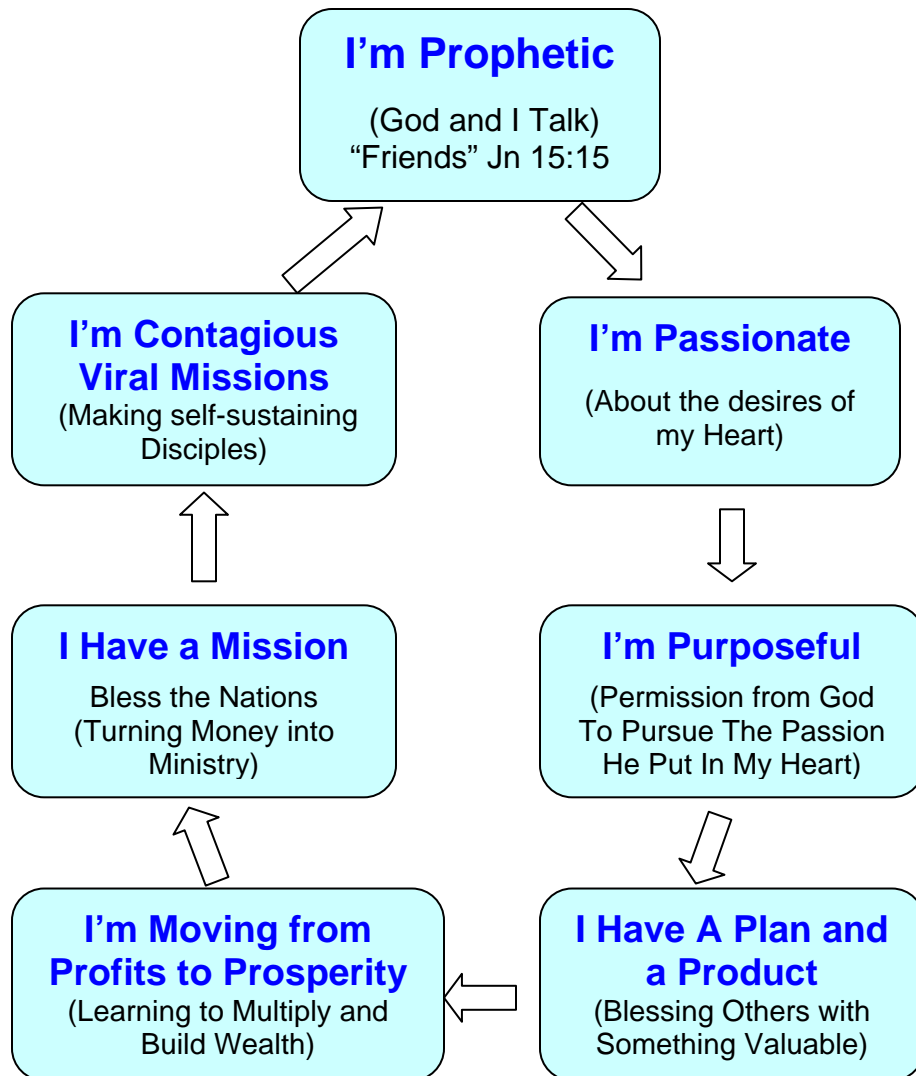 I’m Prophetic
(God and I Talk)
“Friends” Jn 15:15
I’m Passionate
(About the desires of
my Heart)
I’m Purposeful
(Permission from God
To Pursue The Passion
He Put In My Heart)
I Have A Plan and
a Product
(Blessing Others with
Something Valuable)
I’m Moving from
Profits to Prosperity
(Learning to Multiply and
Build Wealth)
I Have a Mission
Bless the Nations
(Turning Money into
Ministry)
I’m Contagious
Viral Missions
(Making self-sustaining
Disciples)